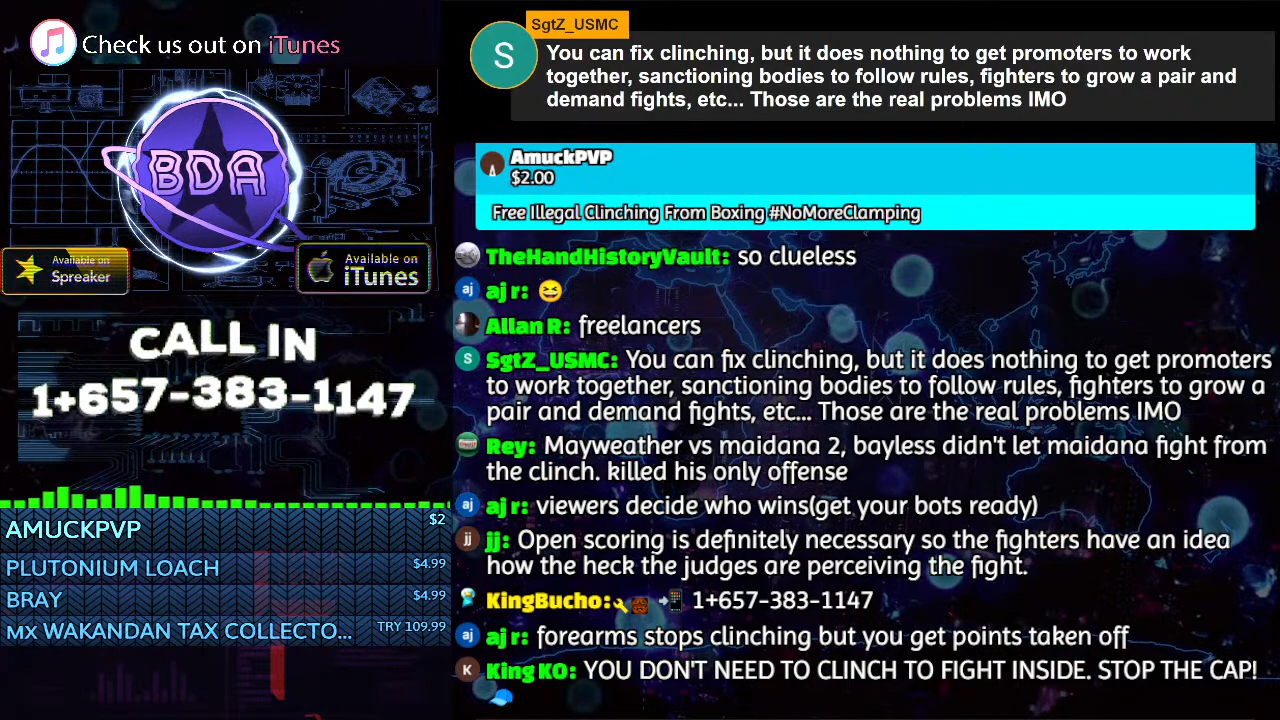 Check us out on iTunes
BDA
Available on
Spreaker
Available on
iTunes
CALL IN
1+657-383-1147
AMUCKPVP $2
PLUTONIUM LOACH $4.99
BRAY $4.99
MX WAKANDAN TAX COLLECTO... TRY 109.99
SgtZ_USMC
S
You can fix clinching, but it does nothing to get promoters to work
together, sanctioning bodies to follow rules, fighters to grow a pair and
demand fights, etc... Those are the real problems IMO
AmuckPVP
$2.00
Free Illegal Clinching From Boxing #NoMoreClamping
TheHandHistoryVault: so clueless
aj aj r: 😆
Allan R: freelancers
S SgtZ_USMC: You can fix clinching, but it does nothing to get promoters
to work together, sanctioning bodies to follow rules, fighters to grow a
pair and demand fights, etc... Those are the real problems IMO
Rey: Mayweather vs maidana 2, bayless didn't let maidana fight from
the clinch. killed his only offense
aj aj r: viewers decide who wins(get your bots ready)
jj jj: Open scoring is definitely necessary so the fighters have an idea
how the heck the judges are perceiving the fight.
KingBucho: 1+657-383-1147
aj aj r: forearms stops clinching but you get points taken off
K King KO: YOU DON'T NEED TO CLINCH TO FIGHT INSIDE. STOP THE CAP!
🧢